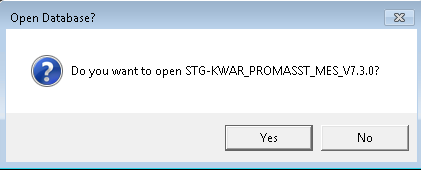 Open Database?
Do you want to open STG-KWAR_PROMASST_MES_V7.3.0?
Yes
No